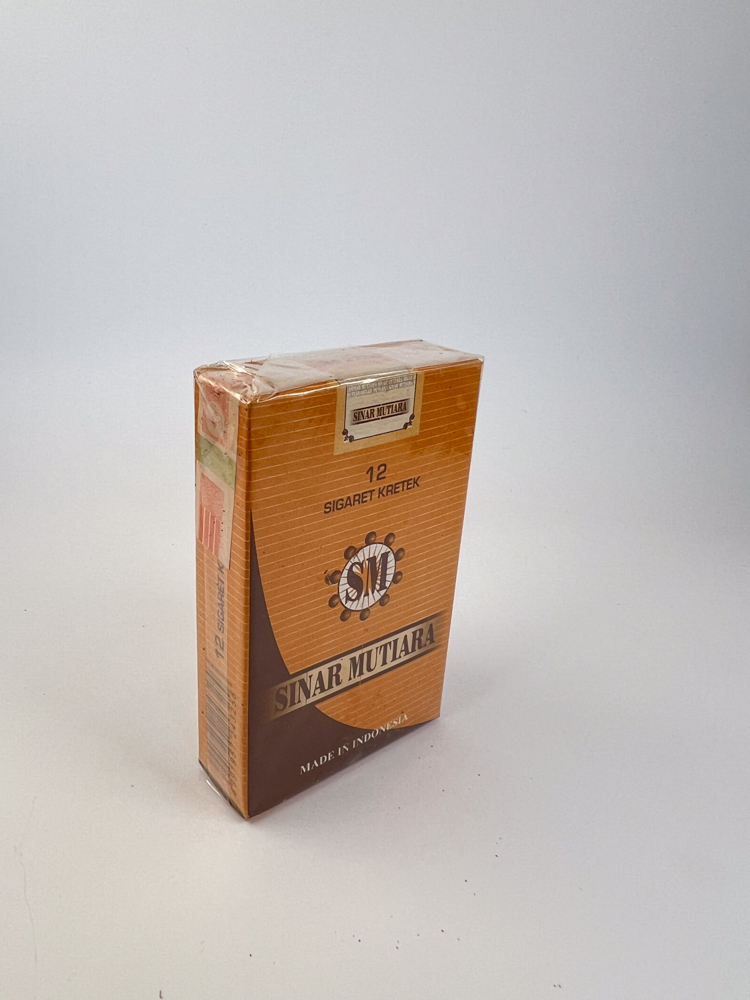 SINAR MUTIARA
12
SIGARET KRETEK
SM
SINAR MUTIARA
MADE IN INDONESIA
12 SIGARET K